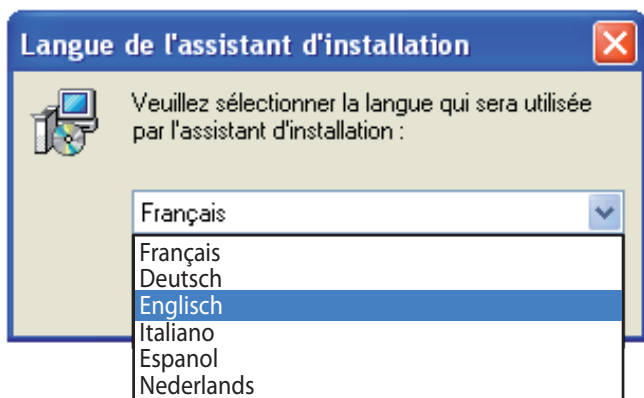 Langue de l'assistant d'installation
Veuillez sélectionner la langue qui sera utilisée
par l'assistant d'installation :
Français
Français
Deutsch
Englisch
Italiano
Espanol
Nederlands